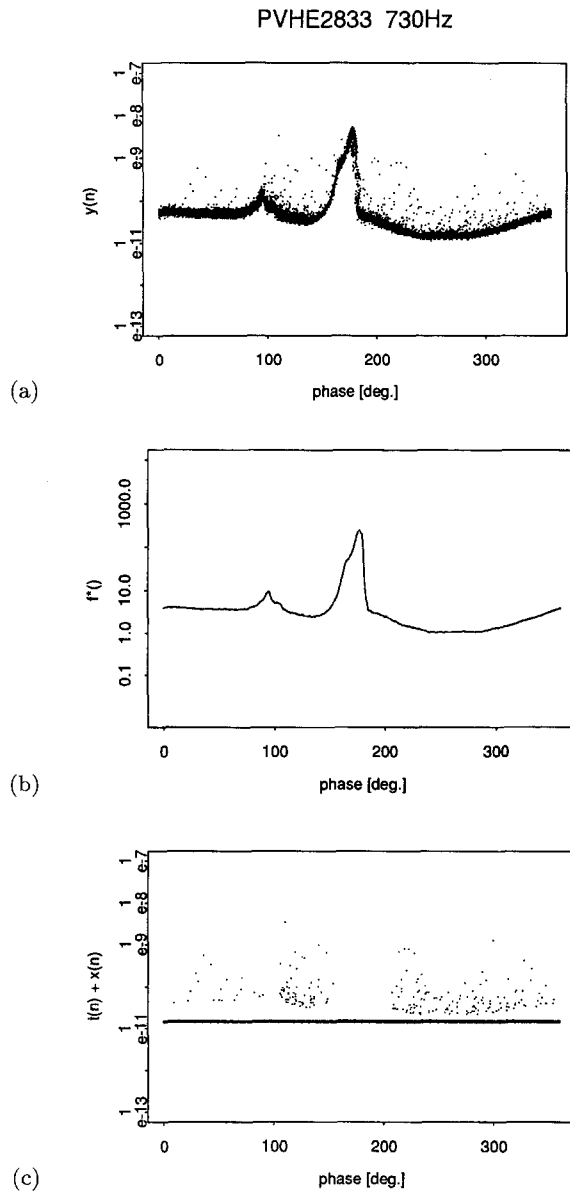 PVHE2833 730Hz
y(n)
1 e-7
1 e-8
1 e-9
1 e-11
1 e-13
0 100 200 300
phase [deg.]
(a)
f*()
1000.0
10.0
1.0
0.1
0 100 200 300
phase [deg.]
(b)
t(n) + x(n)
1 e-7
1 e-8
1 e-9
1 e-11
1 e-13
0 100 200 300
phase [deg.]
(c)